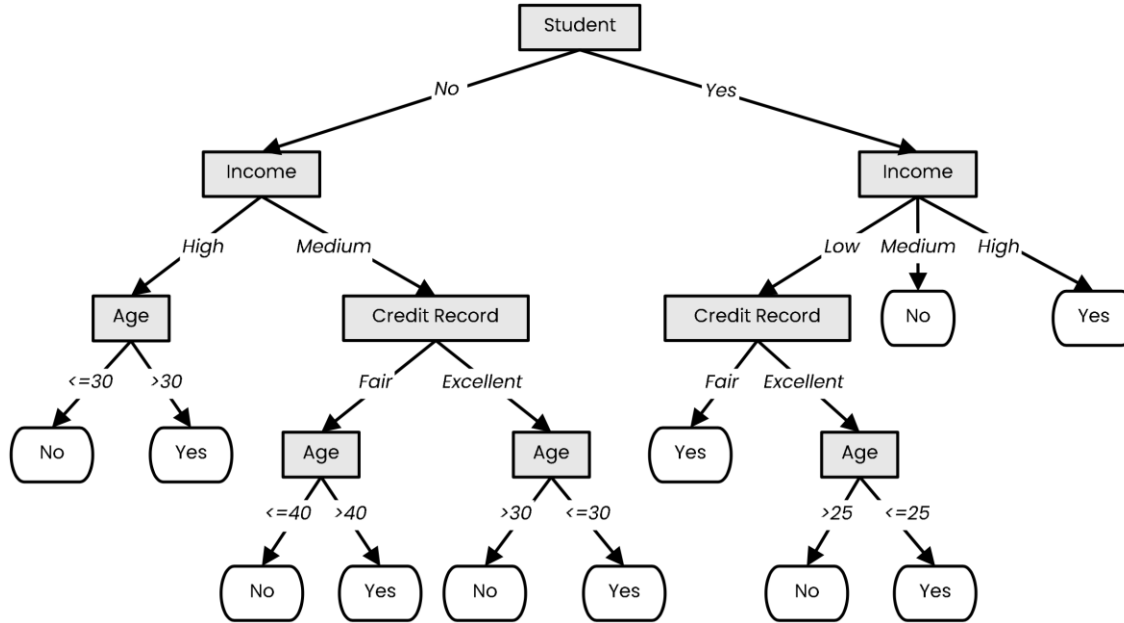 Student
No Yes
Income Income
High Medium Low Medium High
Age Credit Record Credit Record No Yes
<=30 >30 Fair Excellent Fair Excellent
No Yes Age Age Yes Age
<=40 >40 >30 <=30 >25 <=25
No Yes No Yes No Yes